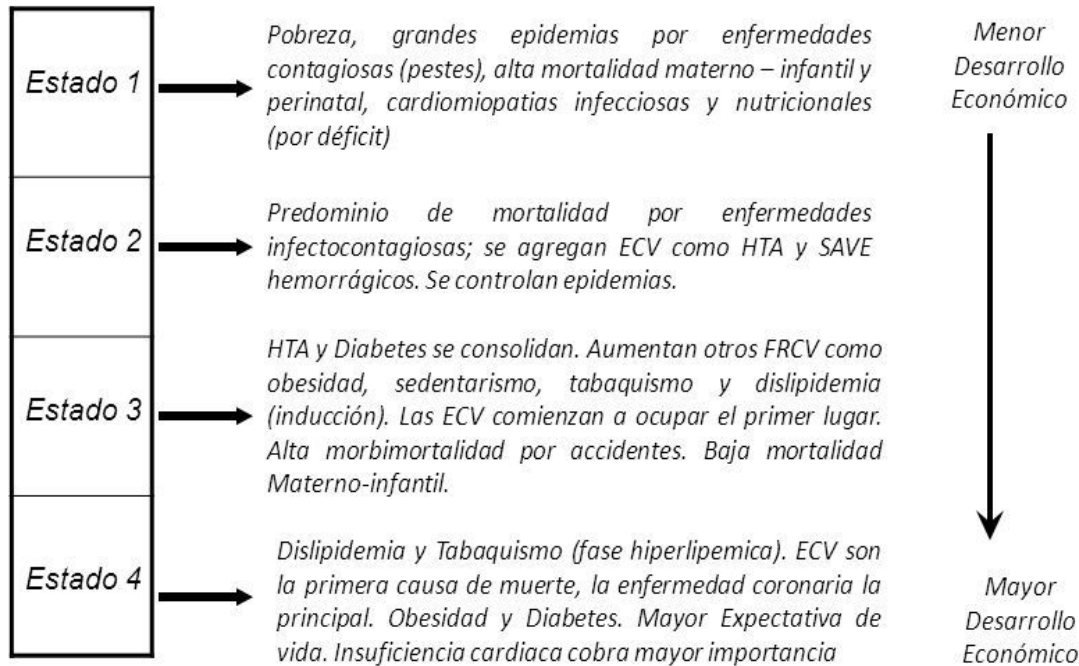 Estado 1
Pobreza, grandes epidemias por enfermedades
contagiosas (pestes), alta mortalidad materno – infantil y
perinatal, cardiomiopatias infecciosas y nutricionales
(por déficit)
Menor
Desarrollo
Económico
Estado 2
Predominio de mortalidad por enfermedades
infectocontagiosas; se agregan ECV como HTA y SAVE
hemorrágicos. Se controlan epidemias.
Estado 3
HTA y Diabetes se consolidan. Aumentan otros FRCV como
obesidad, sedentarismo, tabaquismo y dislipidemia
(inducción). Las ECV comienzan a ocupar el primer lugar.
Alta morbimortalidad por accidentes. Baja mortalidad
Materno-infantil.
Estado 4
Dislipidemia y Tabaquismo (fase hiperlipemica). ECV son
la primera causa de muerte, la enfermedad coronaria la
principal. Obesidad y Diabetes. Mayor Expectativa de
vida. Insuficiencia cardiaca cobra mayor importancia
Mayor
Desarrollo
Económico